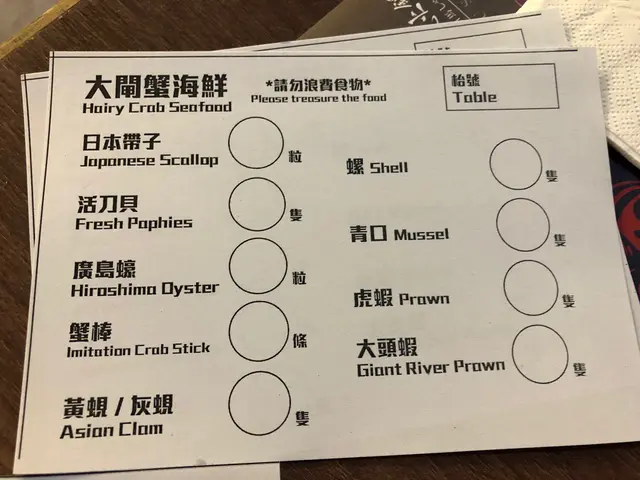 大閘蟹海鮮
Hairy Crab Seafood
*請勿浪費食物*
Please treasure the food
枱號
Table
日本帶子
Japanese Scallop
粒
活刀貝
Fresh Paphies
隻
廣島蠔
Hiroshima Oyster
粒
蟹棒
Imitation Crab Stick
條
黃蜆 / 灰蜆
Asian Clam
隻
螺 Shell
隻
青口 Mussel
隻
虎蝦 Prawn
隻
大頭蝦
Giant River Prawn
隻